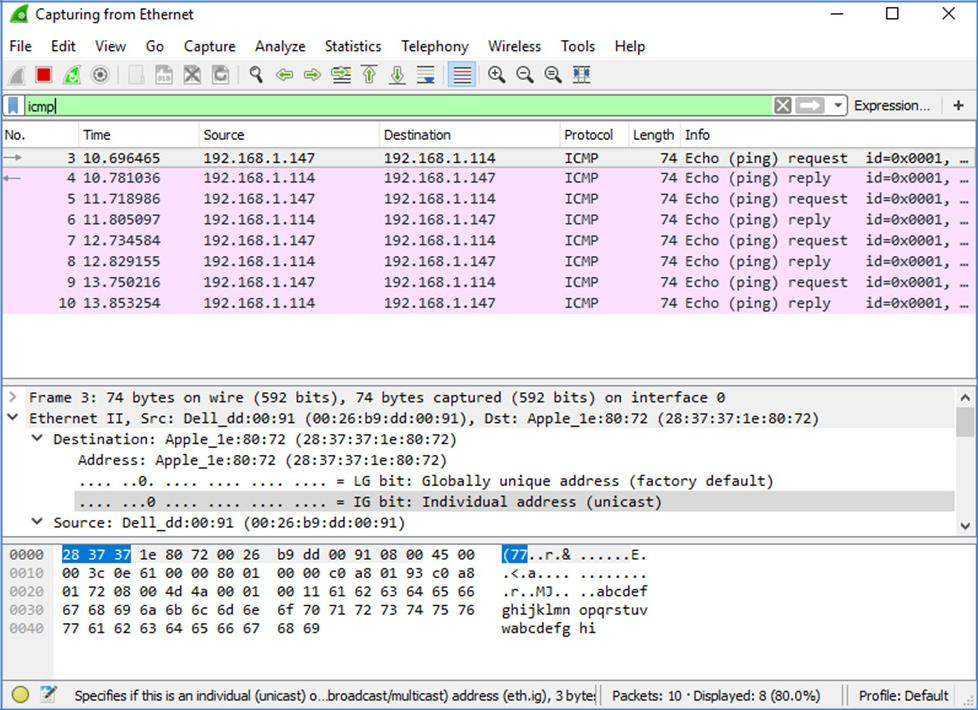 Capturing from Ethernet
File Edit View Go Capture Analyze Statistics Telephony Wireless Tools Help
icmp
Expression... +
No. Time Source Destination Protocol Length Info
3 10.696465 192.168.1.147 192.168.1.114 ICMP 74 Echo (ping) request id=0x0001, …
4 10.781036 192.168.1.114 192.168.1.147 ICMP 74 Echo (ping) reply id=0x0001, …
5 11.718986 192.168.1.147 192.168.1.114 ICMP 74 Echo (ping) request id=0x0001, …
6 11.805097 192.168.1.114 192.168.1.147 ICMP 74 Echo (ping) reply id=0x0001, …
7 12.734584 192.168.1.147 192.168.1.114 ICMP 74 Echo (ping) request id=0x0001, …
8 12.829155 192.168.1.114 192.168.1.147 ICMP 74 Echo (ping) reply id=0x0001, …
9 13.750216 192.168.1.147 192.168.1.114 ICMP 74 Echo (ping) request id=0x0001, …
10 13.853254 192.168.1.114 192.168.1.147 ICMP 74 Echo (ping) reply id=0x0001, …
Frame 3: 74 bytes on wire (592 bits), 74 bytes captured (592 bits) on interface 0
Ethernet II, Src: Dell_dd:00:91 (00:26:b9:dd:00:91), Dst: Apple_1e:80:72 (28:37:37:1e:80:72)
Destination: Apple_1e:80:72 (28:37:37:1e:80:72)
Address: Apple_1e:80:72 (28:37:37:1e:80:72)
.... ..0. .... .... .... .... = LG bit: Globally unique address (factory default)
.... ...0 .... .... .... .... = IG bit: Individual address (unicast)
Source: Dell_dd:00:91 (00:26:b9:dd:00:91)
0000 28 37 37 1e 80 72 00 26 b9 dd 00 91 08 00 45 00 (77..r.& ......E.
0010 00 3c 0e 61 00 00 80 01 00 00 c0 a8 01 93 c0 a8 .<.a.... ........
0020 01 72 08 00 4d 4a 00 01 00 11 61 62 63 64 65 66 .r..MJ.. ..abcdef
0030 67 68 69 6a 6b 6c 6d 6e 6f 70 71 72 73 74 75 76 ghijklmn opqrstuv
0040 77 61 62 63 64 65 66 67 68 69 wabcdefg hi
Specifies if this is an individual (unicast) o…broadcast/multicast) address (eth.ig), 3 bytes Packets: 10 · Displayed: 8 (80.0%) Profile: Default